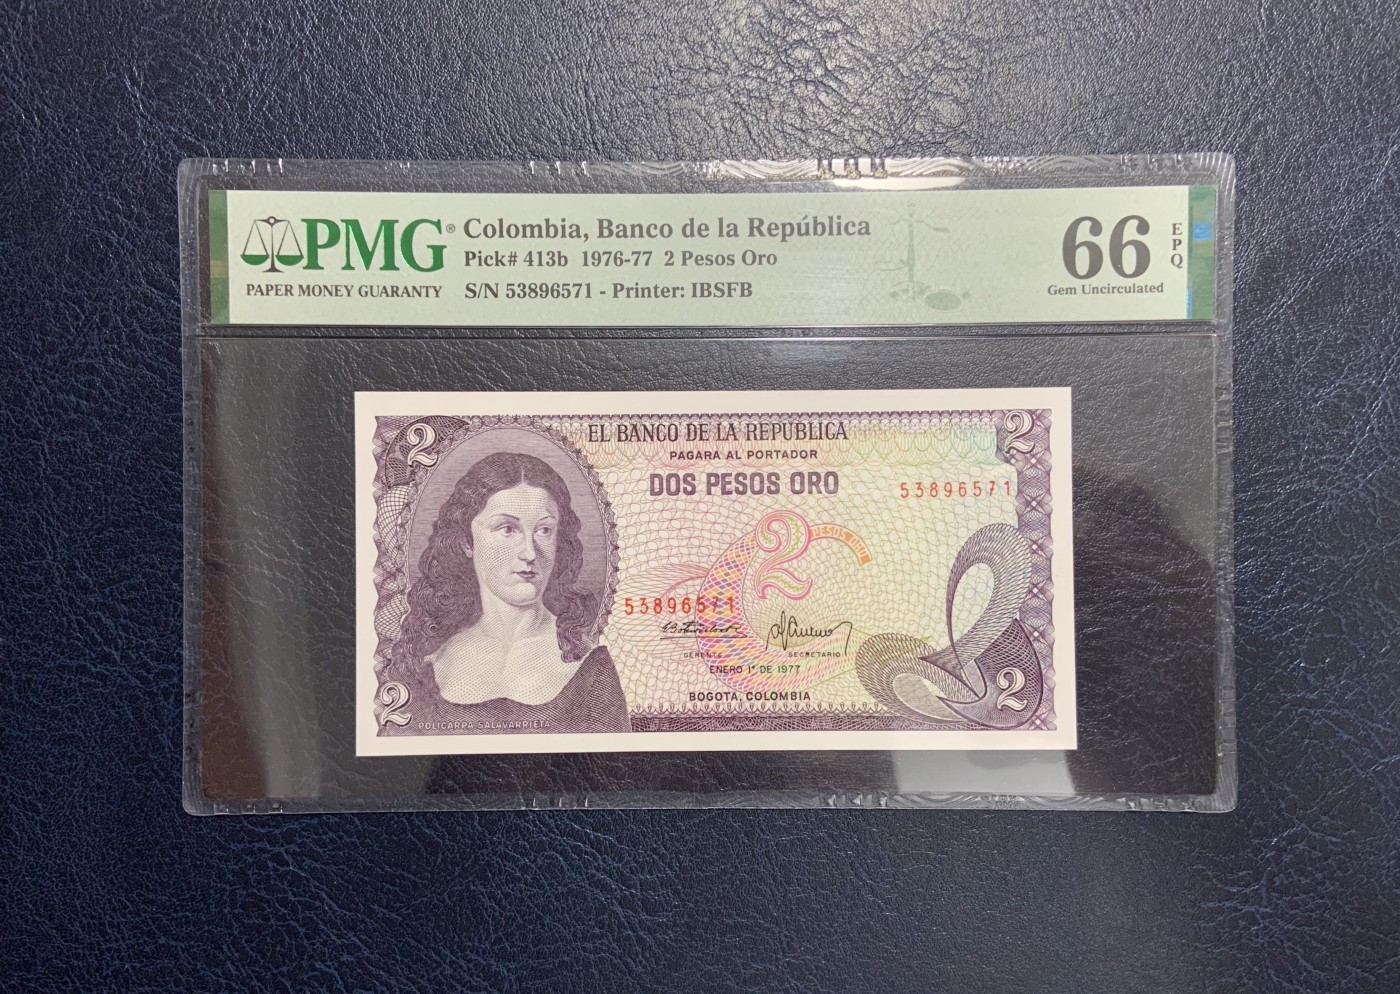 PMG®
PAPER MONEY GUARANTY
Colombia, Banco de la República
Pick# 413b 1976-77 2 Pesos Oro
S/N 53896571 - Printer: IBSFB
66
EPQ
Gem Uncirculated
2
EL BANCO DE LA REPUBLICA
2
PAGARA AL PORTADOR
DOS PESOS ORO
53896571
2 PESOS ORO
53896571
GERENTE
SECRETARIO
ENERO 1º DE 1977
BOGOTA, COLOMBIA
2
2
POLICARPA SALAVARRIETA